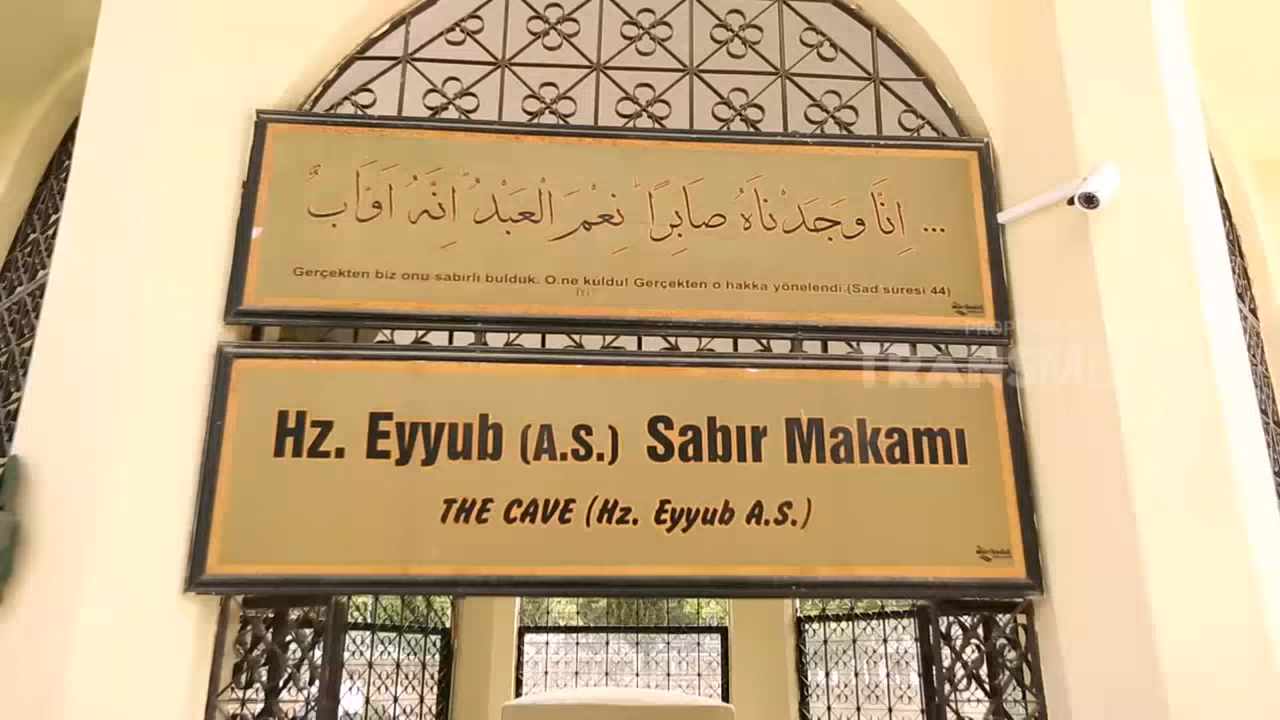 ... اِنَّا وَجَدْنَاهُ صَابِرًاۜ نِعْمَ الْعَبْدُۜ اِنَّهُ اَوَّابٌ
Gerçekten biz onu sabırlı bulduk. O.ne kuldu! Gerçekten o hakka yönelendi.(Sad sûresi 44)
Hz. Eyyub (A.S.) Sabır Makamı
THE CAVE (Hz. Eyyub A.S.)